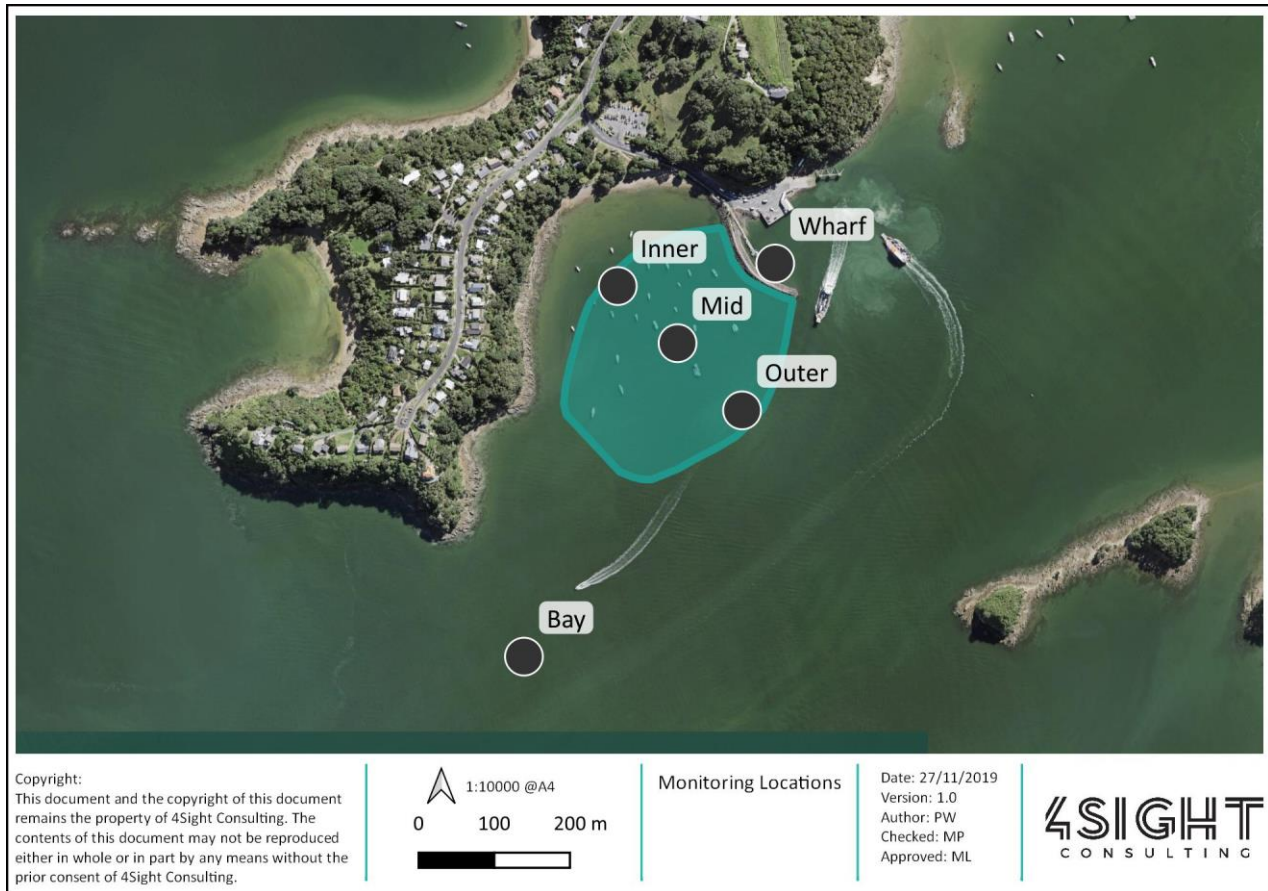 Wharf
Inner
Mid
Outer
Bay
Copyright:
This document and the copyright of this document
remains the property of 4Sight Consulting. The
contents of this document may not be reproduced
either in whole or in part by any means without the
prior consent of 4Sight Consulting.
1:10000 @A4
0 100 200 m
Monitoring Locations
Date: 27/11/2019
Version: 1.0
Author: PW
Checked: MP
Approved: ML
4SIGHT
CONSULTING